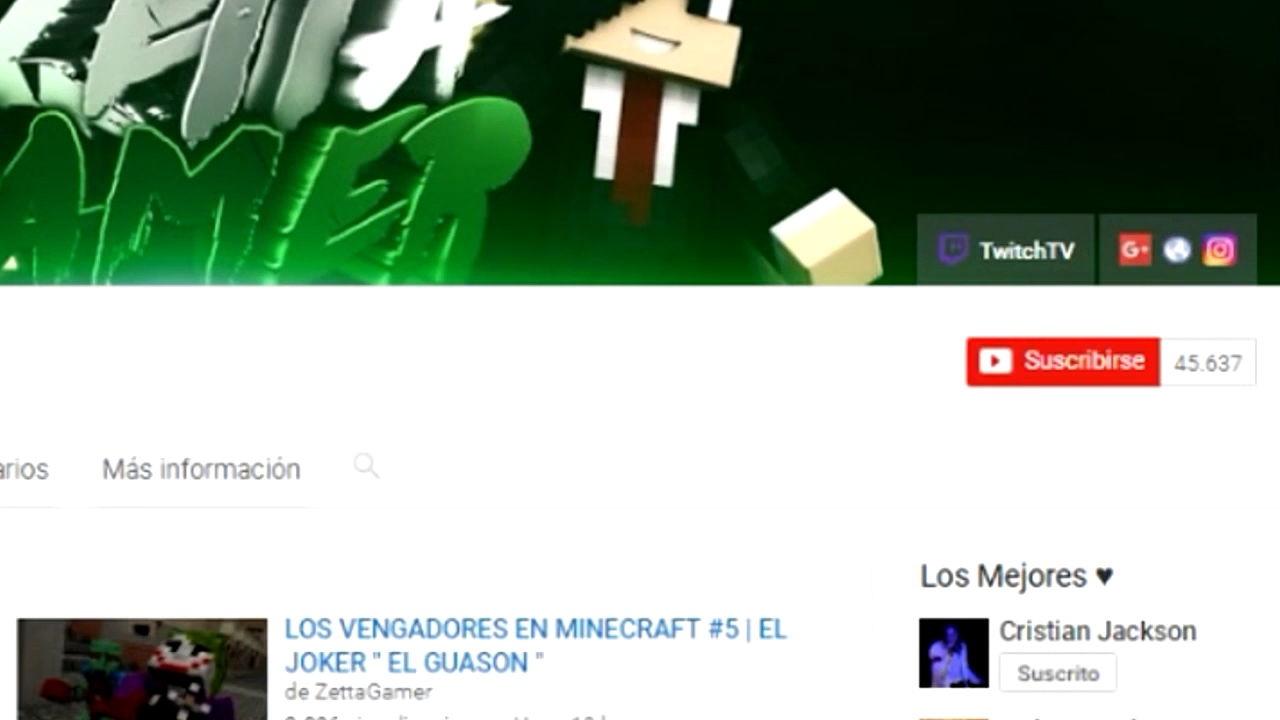 TwitchTV
G+
Suscribirse 45.637
Más información
Los Mejores ♥
LOS VENGADORES EN MINECRAFT #5 | EL
JOKER " EL GUASON "
de ZettaGamer
Cristian Jackson
Suscrito